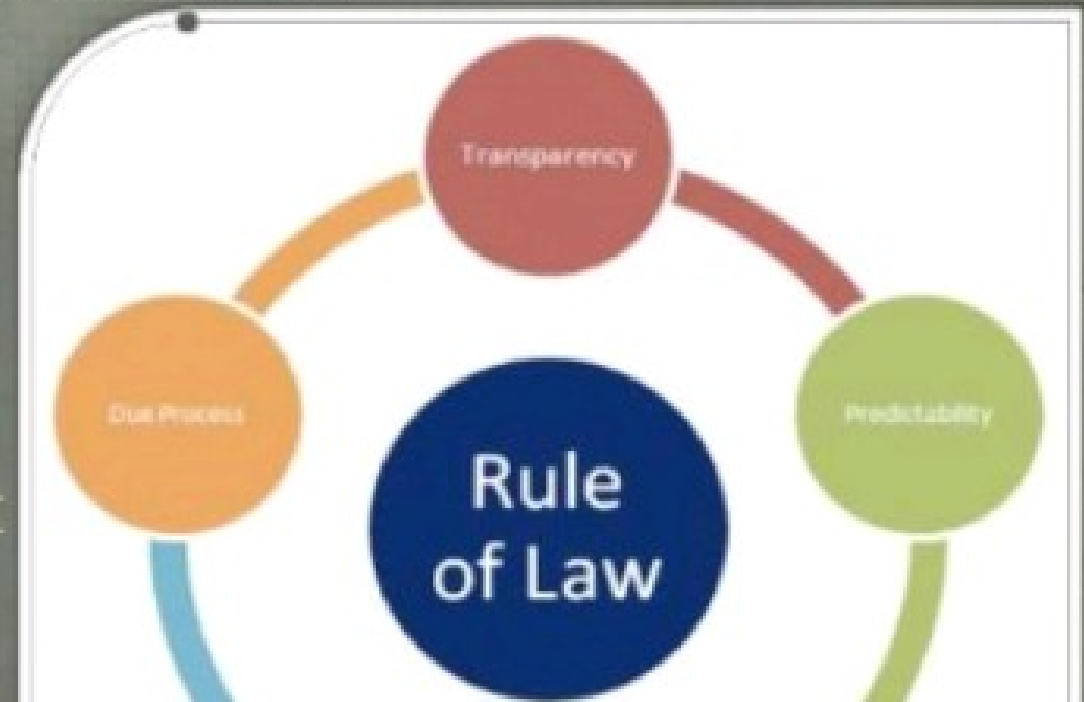 Transparency
Due Process
Predictability
Rule
of Law